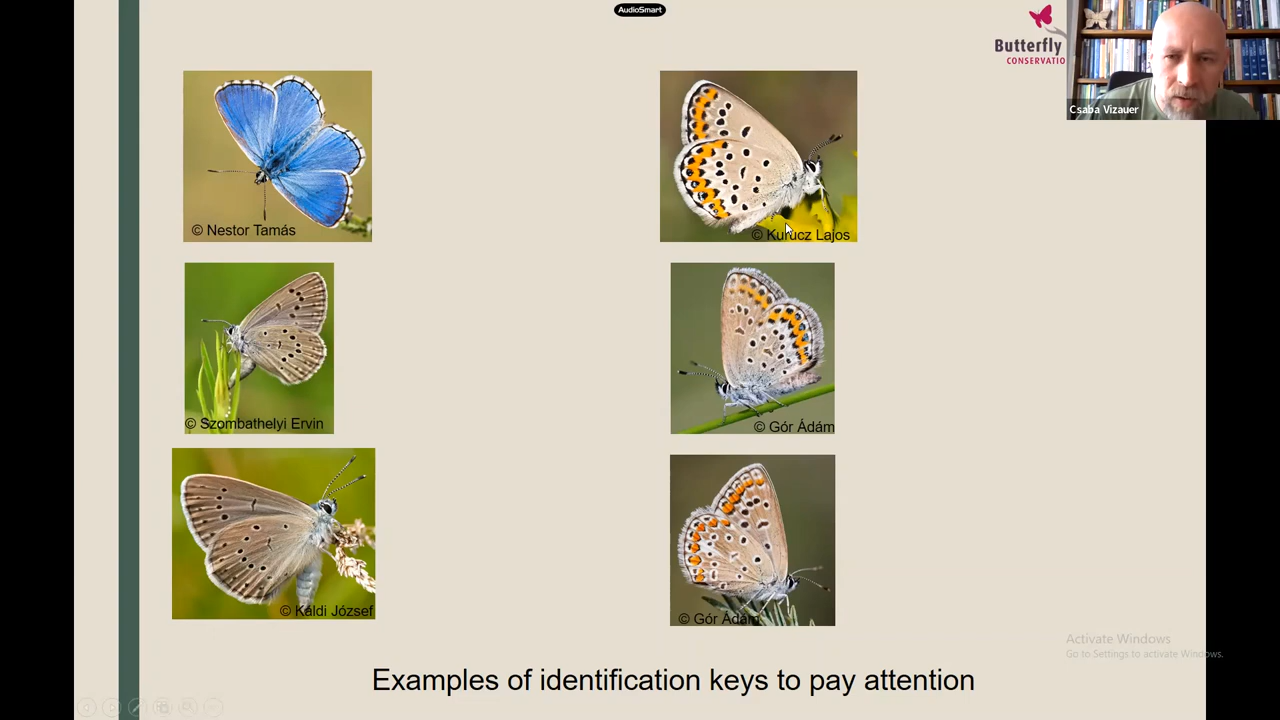 AudioSmart
Butterfly
CONSERVATIO
Csaba Vizauer
© Nestor Tamás
© Kurucz Lajos
© Szombathelyi Ervin
© Gór Ádám
© Káldi József
© Gór Ádám
Activate Windows
Go to Settings to activate Windows.
Examples of identification keys to pay attention